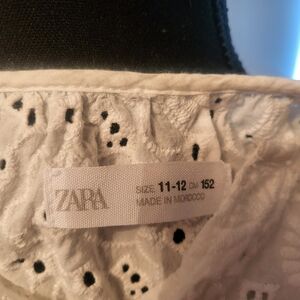 ZARA
SIZE 11-12 CM 152
MADE IN MOROCCO